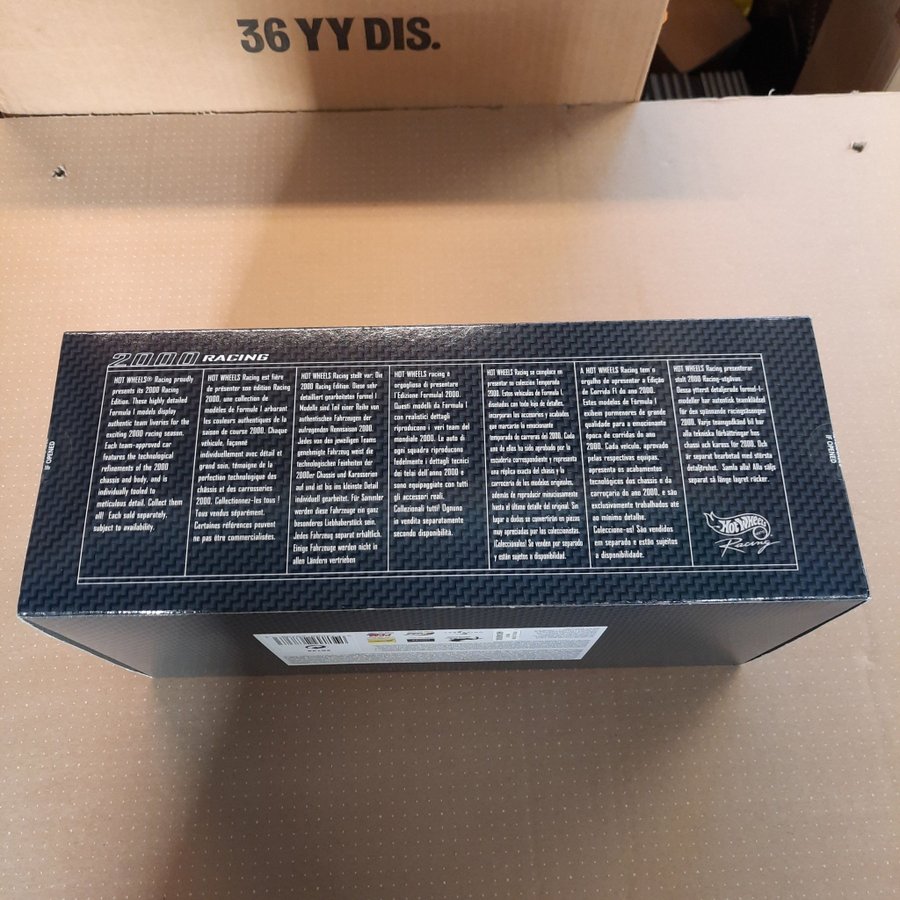 36 YY DIS.
2000 RACING
HOT WHEELS® Racing proudly
presents its 2000 Racing
Edition. These highly detailed
Formula 1 models display
authentic team liveries for the
exciting 2000 racing season.
Each team-approved car
features the technological
refinements of the 2000
chassis and body, and is
individually tooled to
meticulous detail. Collect them
all! Each sold separately,
subject to availability.
HOT WHEELS Racing est fière
de présenter son édition Racing
2000, une collection de
modèles de Formule 1 arborant
les couleurs authentiques de la
saison de course 2000. Chaque
véhicule, façonné
individuellement avec détail et
grand soin, témoigne de la
perfection technologique des
châssis et des carrosseries
2000. Collectionnez-les tous !
Tous vendus séparément.
Certaines références peuvent
ne pas être commercialisées.
HOT WHEELS Racing stellt vor: Die
2000 Racing Edition. Diese sehr
detailliert gearbeiteten Formel 1
Modelle sind Teil einer Reihe von
authentischen Fahrzeugen der
aufregenden Rennsaison 2000.
Jedes von den jeweiligen Teams
genehmigte Fahrzeug weist die
technologischen Feinheiten der
2000er Chassis und Karosserien
auf und ist bis ins kleinste Detail
individuell gearbeitet. Für Sammler
werden diese Fahrzeuge ein ganz
besonderes Liebhaberstück sein.
Jedes Fahrzeug separat erhältlich.
Einige Fahrzeuge werden nicht in
allen Ländern vertrieben
HOT WHEELS racing è
orgogliosa di presentare
l'Edizione Formula1 2000.
Questi modelli da Formula 1
con realistici dettagli
riproducono i veri team del
mondiale 2000. Le auto di
ogni squadra riproducono
fedelmente i dettagli tecnici
dei telai dell'anno 2000 e
sono equipaggiate con tutti
gli accessori reali.
Collezionali tutti! Ognuno
in vendita separatamente
secondo disponibilità.
HOT WHEELS Racing se complace en
presentar su colección Temporada
2000. Estos vehículos de Formula 1
diseñados con todo lujo de detalles,
incorporan los accesorios y acabados
que marcarán la emocionante
temporada de carreras del 2000. Cada
uno de ellos ha sido aprobado por la
escudería correspondiente y representa
una réplica exacta del chasis y la
carrocería de los modelos originales,
además de reproducir minuciosamente
hasta el último detalle del original. Sin
lugar a dudas se convertirán en piezas
muy apreciadas por los coleccionistas.
¡Colecciónalos! Se venden por separado
y están sujetos a disponibilidad.
A HOT WHEELS Racing tem o
orgulho de apresentar a Edição
de Corrida F1 do ano 2000.
Estes modelos de Formula 1
exibem pormenores de grande
qualidade para a emocionante
época de corridas do ano
2000. Cada veículo, aprovado
pelas respectivas equipas,
apresenta os acabamentos
tecnológicos dos chassis e da
carroçaria do ano 2000, e são
exclusivamente trabalhados até
ao mínimo detalhe.
Coleccione-os! São vendidos
em separado e estão sujeitos
a disponibilidade.
HOT WHEELS Racing presenterar
stolt 2000 Racing-utgåvan.
Dessa ytterst detaljerade formel-1-
modeller har autentisk teamklädsel
för den spännande racingsäsongen
2000. Varje teamgodkänd bil har
alla tekniska förbättringar hos
chassi och kaross för 2000. Och
är separat bearbetad med största
detaljrohet. Samla alla! Alla säljs
separat så länge lagret räcker.
Hot Wheels
Racing
IF OPENED
IF OPENED